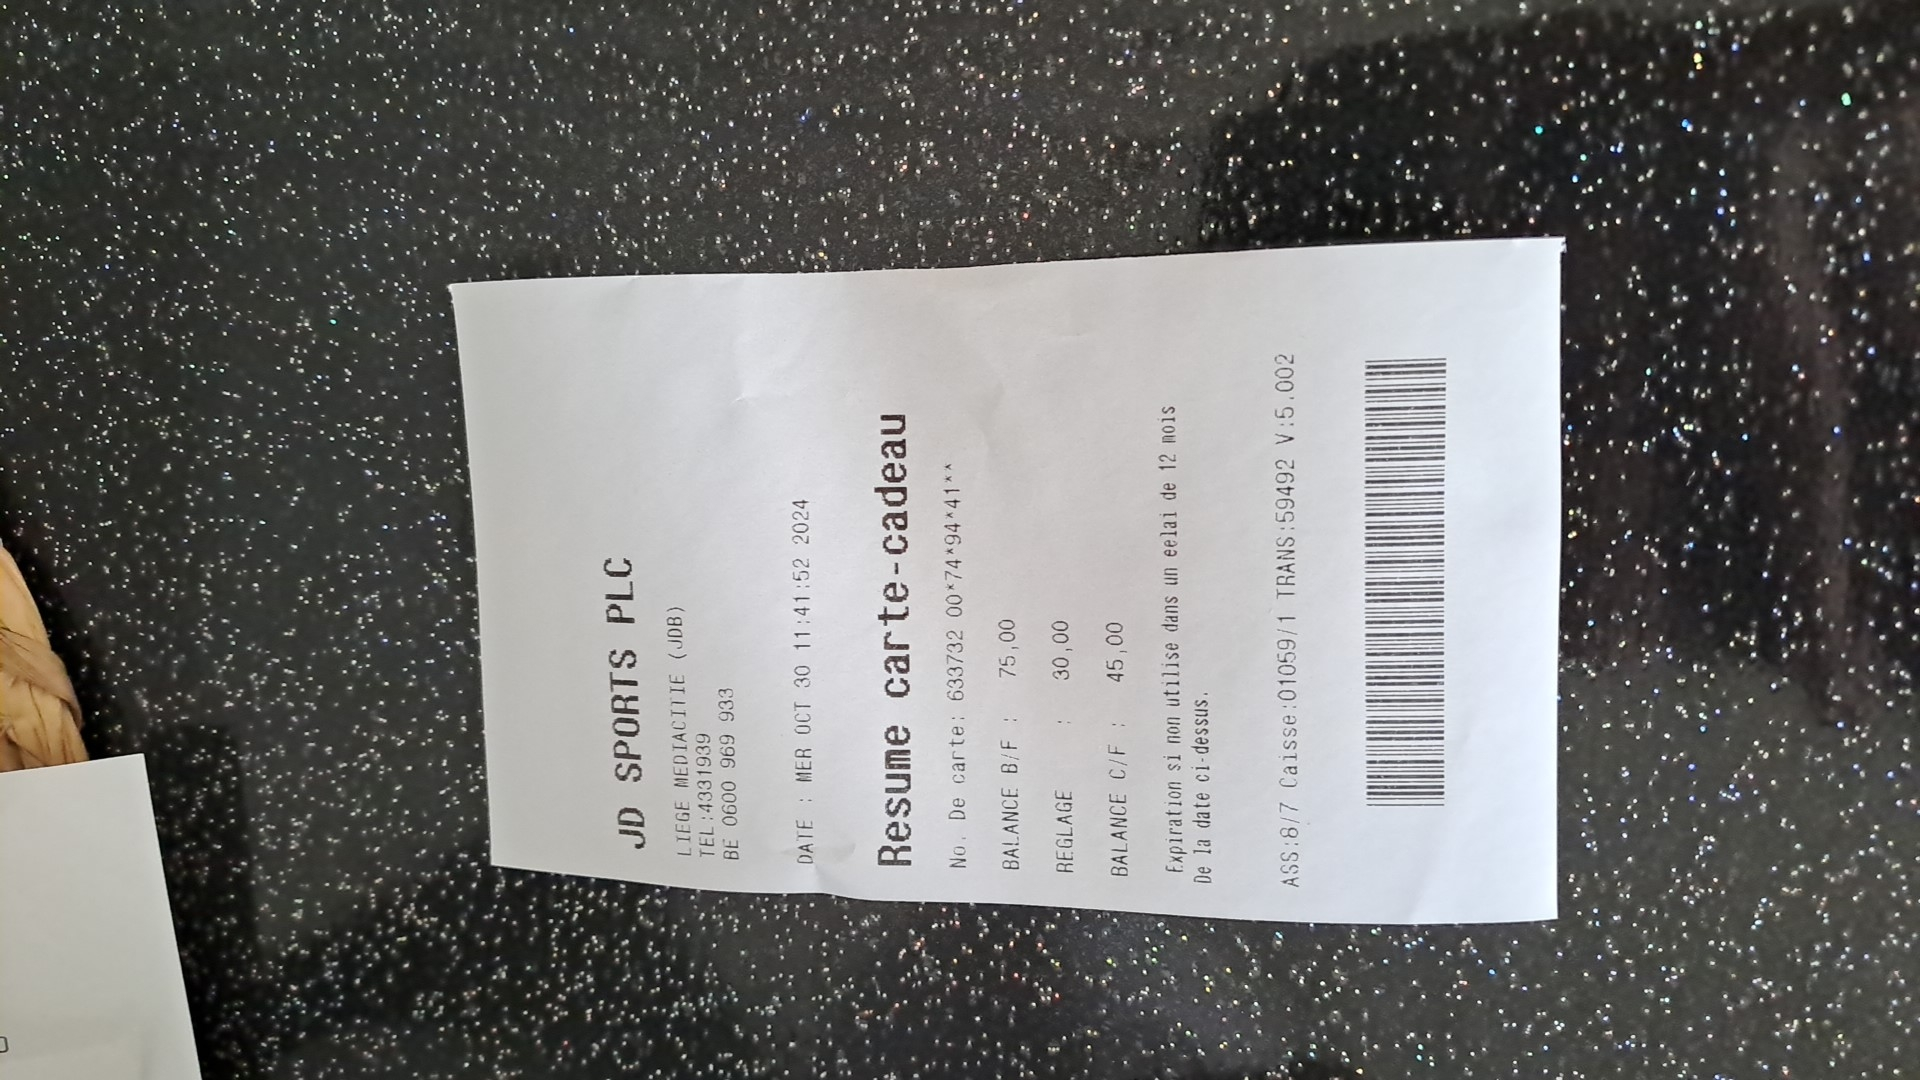 JD SPORTS PLC
LIEGE MEDIACITIE (JDB)
TEL:4331939
BE 0600 969 933
DATE : MER OCT 30 11:41:52 2024
Resume carte-cadeau
No. De carte: 633732 00*74*94*41**
BALANCE B/F : 75,00
REGLAGE : 30,00
BALANCE C/F : 45,00
Expiration si non utilise dans un eelai de 12 mois
De la date ci-dessus.
ASS:8/7 Caisse:01059/1 TRANS:59492 V:5.002